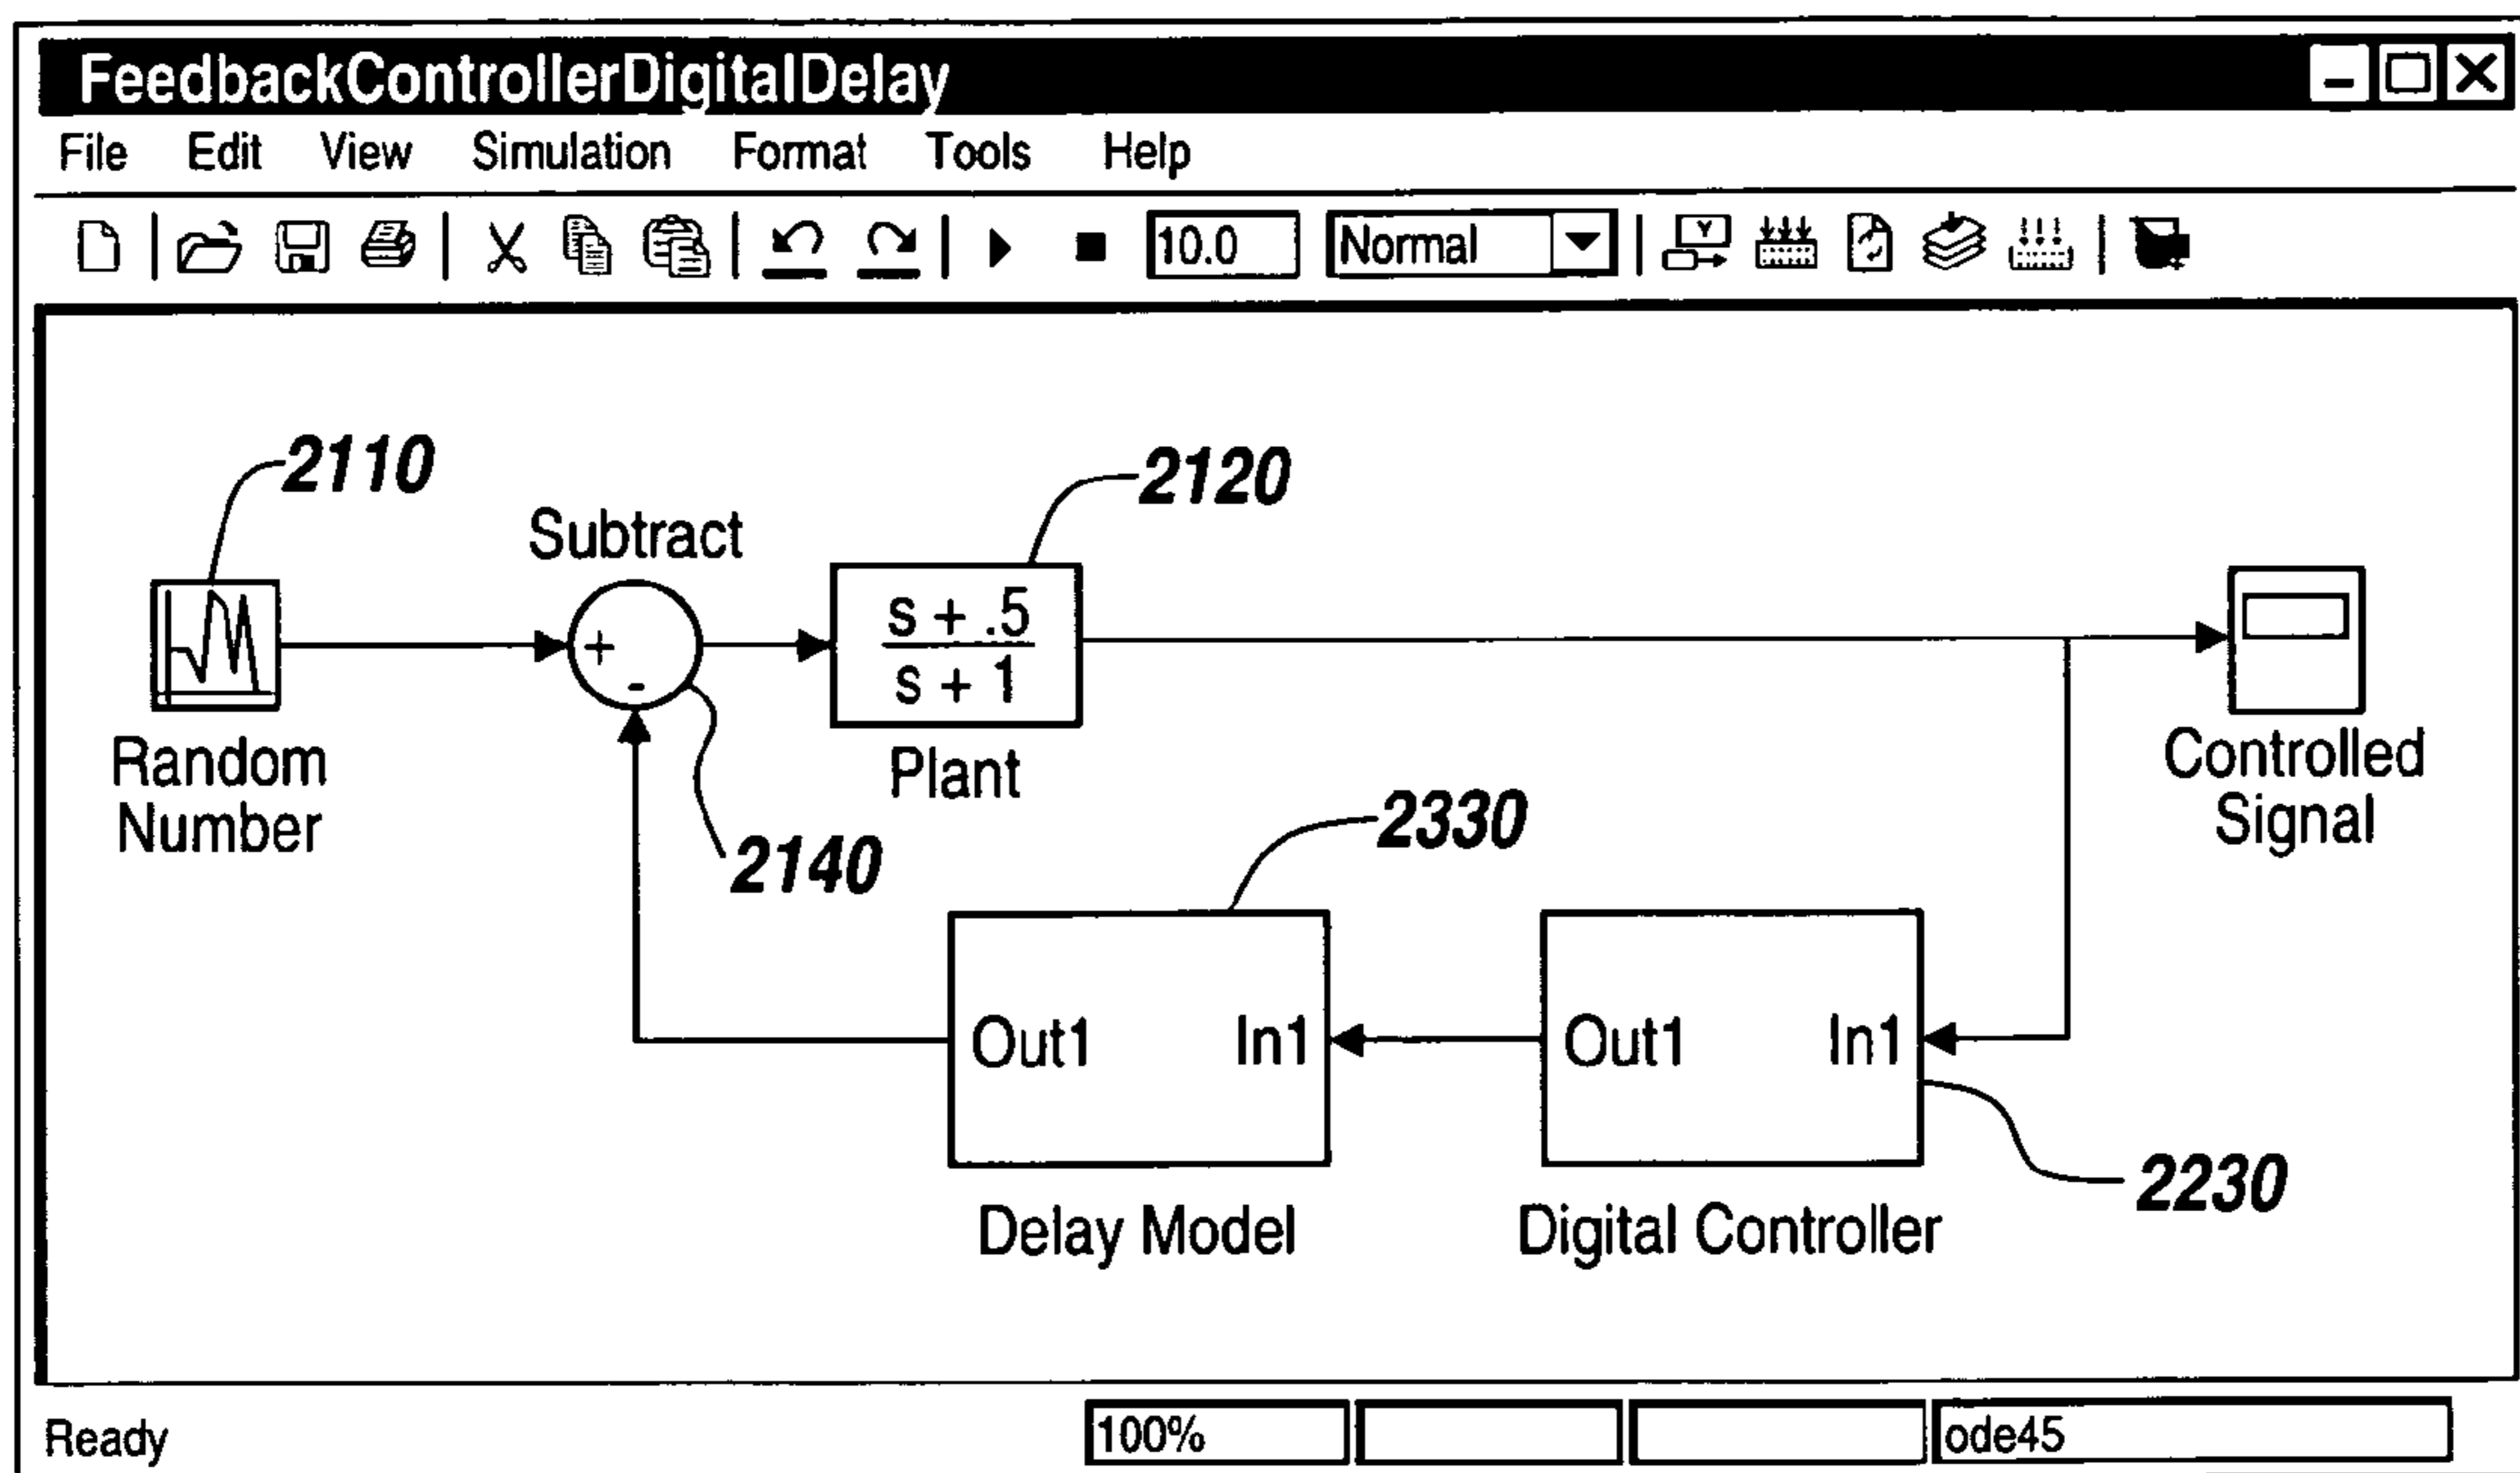 FeedbackControllerDigitalDelay
File Edit View Simulation Format Tools Help
10.0 Normal Y
2110
2120
Subtract
+
-
s + .5
s + 1
Random
Number
Plant
Controlled
Signal
2140
2330
Out1 In1
Out1 In1
2230
Delay Model
Digital Controller
Ready 100% ode45